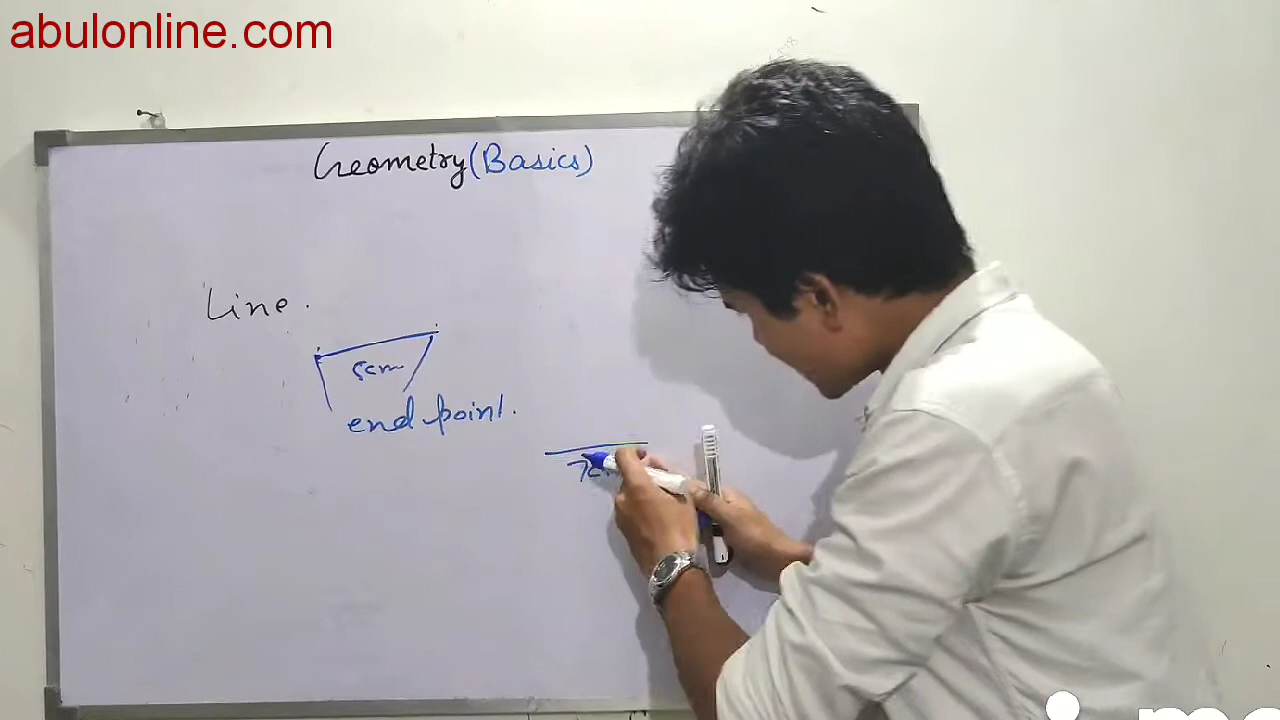 abulonline.com
Geometry (Basics)
Line.
5cm
end point.